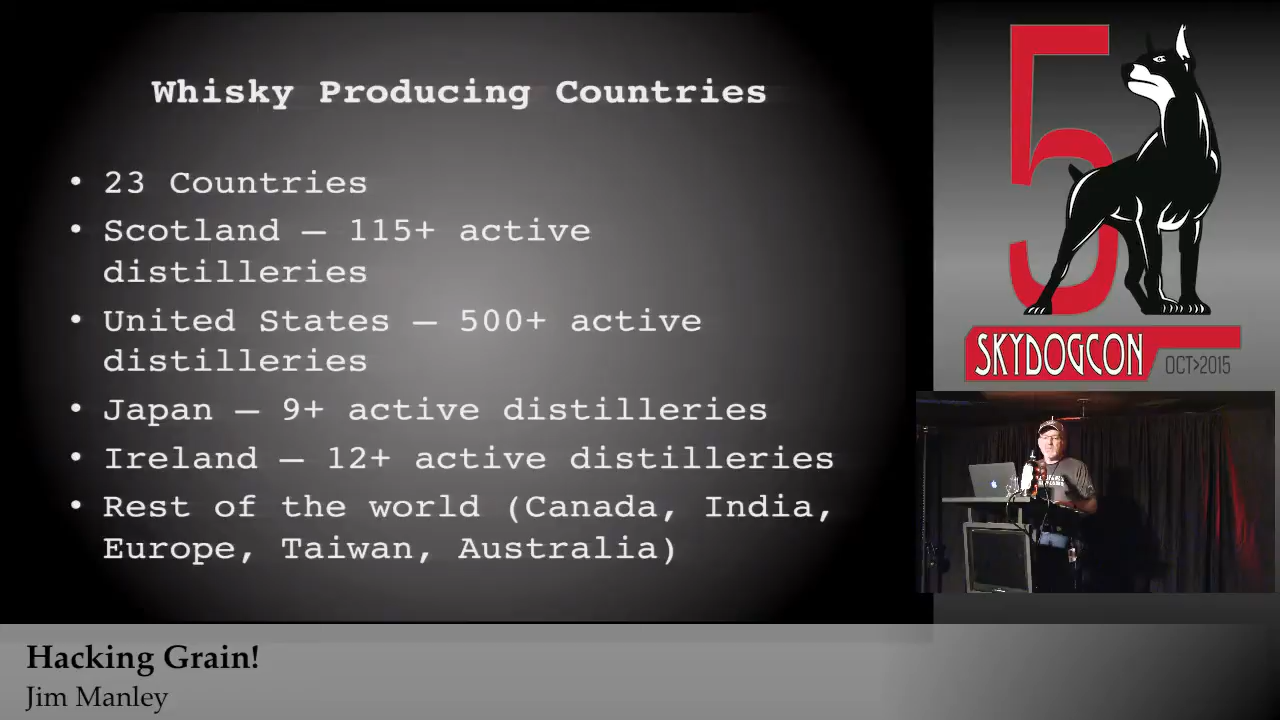 Whisky Producing Countries
• 23 Countries
• Scotland – 115+ active
distilleries
• United States – 500+ active
distilleries
• Japan – 9+ active distilleries
• Ireland – 12+ active distilleries
• Rest of the world (Canada, India,
Europe, Taiwan, Australia)
5
SKYDOGCON OCT>2015
Hacking Grain!
Jim Manley